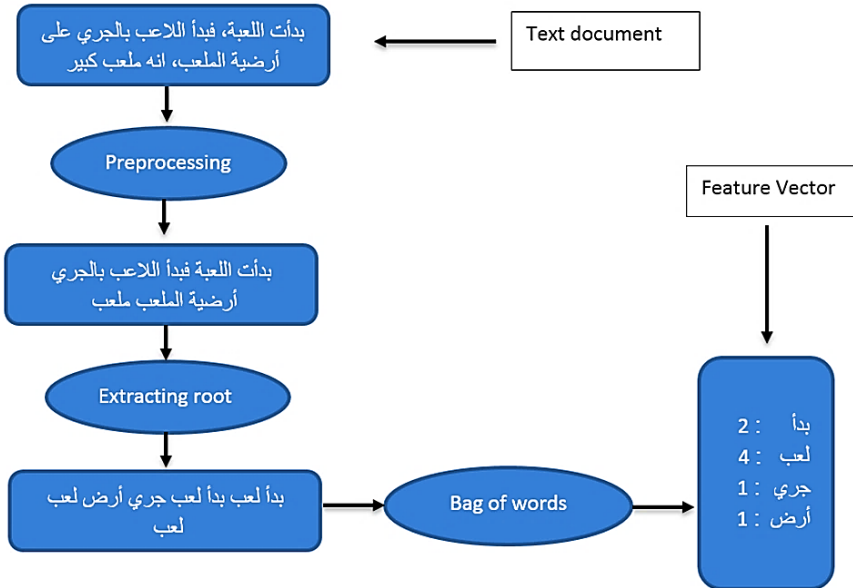 بدأت اللعبة، فبدأ اللاعب بالجري على
أرضية الملعب، انه ملعب كبير
Text document
Preprocessing
Feature Vector
بدأت اللعبة فبدأ اللاعب بالجري
أرضية الملعب ملعب
Extracting root
بدأ لعب بدأ لعب جري أرض لعب
لعب
Bag of words
بدأ : 2
لعب : 4
جري : 1
أرض : 1